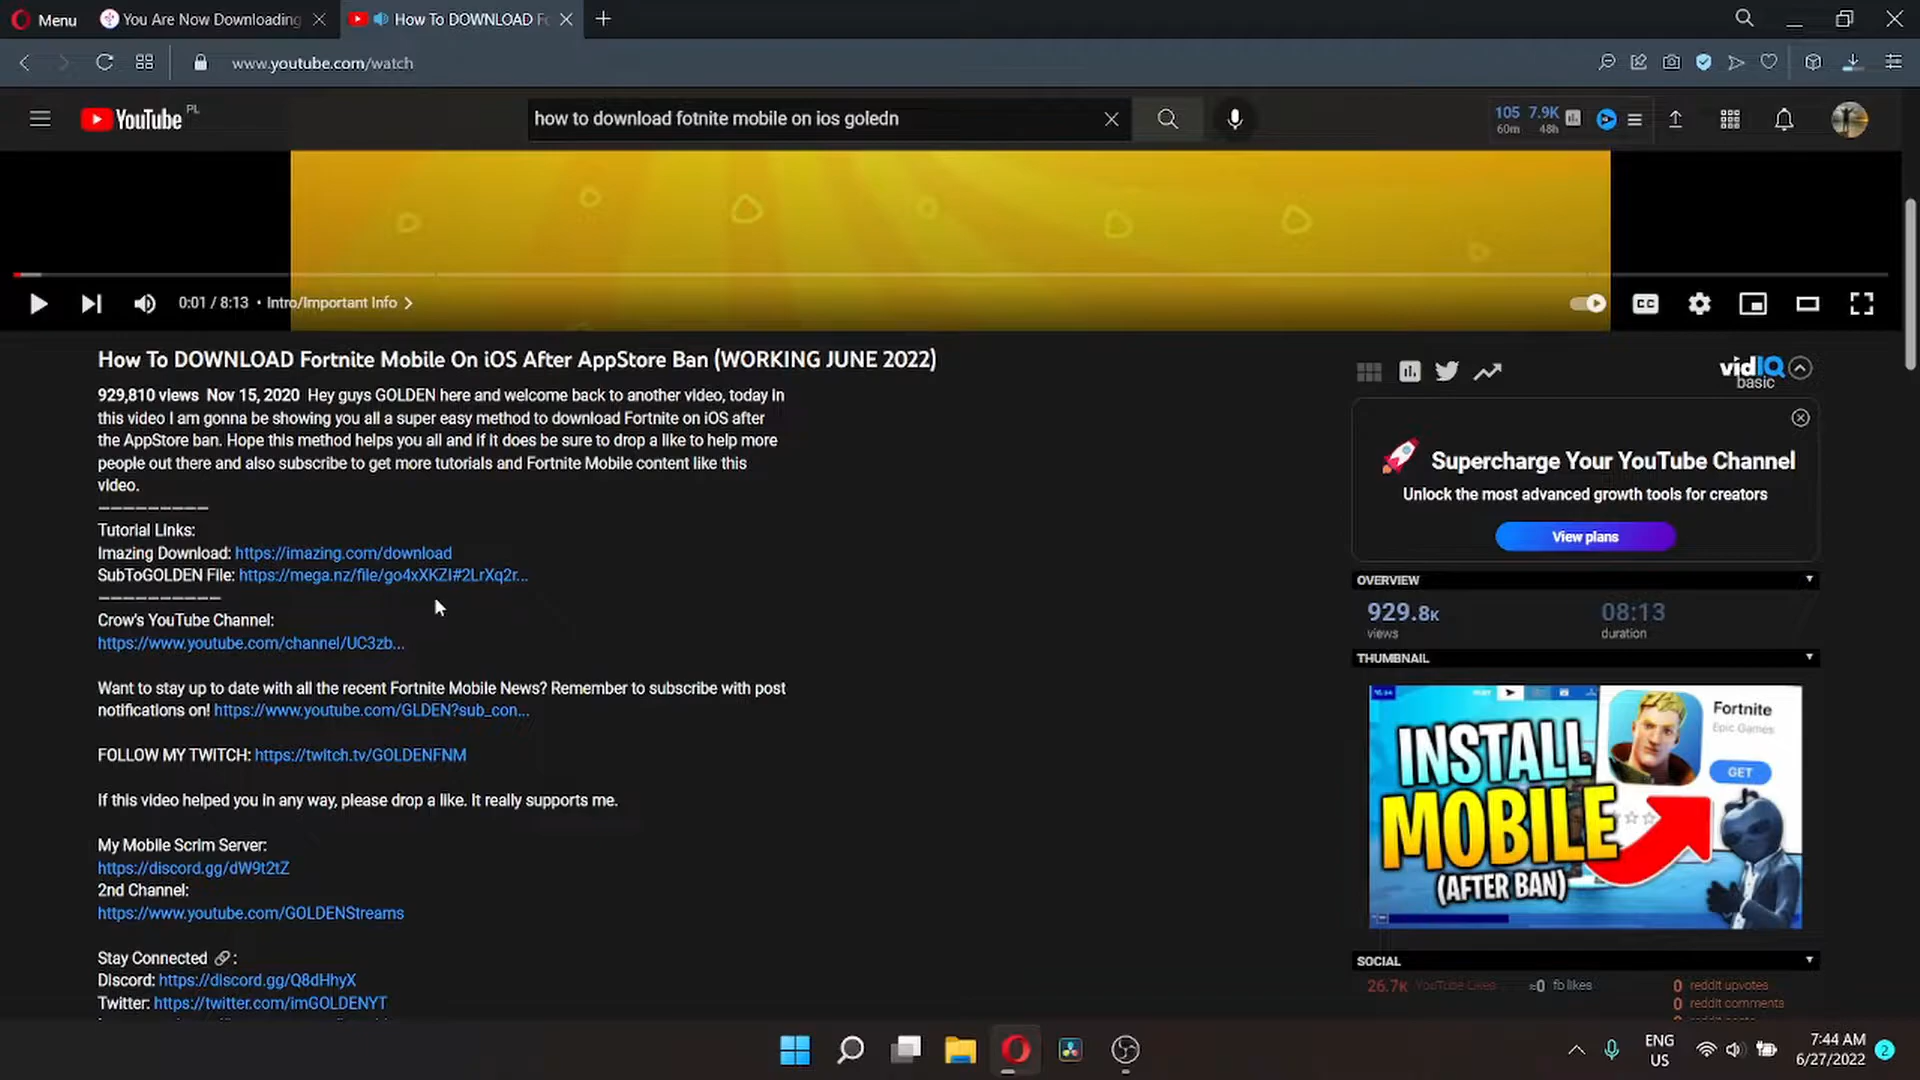 Menu
You Are Now Downloading
How To DOWNLOAD Fo
www.youtube.com/watch
YouTube PL
how to download fotnite mobile on ios goledn
105 60m
7.9K 48h
0:01 / 8:13 • Intro/Important Info
CC
How To DOWNLOAD Fortnite Mobile On iOS After AppStore Ban (WORKING JUNE 2022)
929,810 views Nov 15, 2020 Hey guys GOLDEN here and welcome back to another video, today in
this video I am gonna be showing you all a super easy method to download Fortnite on iOS after
the AppStore ban. Hope this method helps you all and if it does be sure to drop a like to help more
people out there and also subscribe to get more tutorials and Fortnite Mobile content like this
video.
——————————
Tutorial Links:
Imazing Download: https://imazing.com/download
SubToGOLDEN File: https://mega.nz/file/go4xXKZI#2LrXq2r...
———————————
Crow's YouTube Channel:
https://www.youtube.com/channel/UC3zb...
Want to stay up to date with all the recent Fortnite Mobile News? Remember to subscribe with post
notifications on! https://www.youtube.com/GLDEN?sub_con...
FOLLOW MY TWITCH: https://twitch.tv/GOLDENFNM
If this video helped you in any way, please drop a like. It really supports me.
My Mobile Scrim Server:
https://discord.gg/dW9t2tZ
2nd Channel:
https://www.youtube.com/GOLDENStreams
Stay Connected 🔗:
Discord: https://discord.gg/Q8dHhyX
Twitter: https://twitter.com/imGOLDENYT
vidIQ
basic
Supercharge Your YouTube Channel
Unlock the most advanced growth tools for creators
View plans
OVERVIEW
929.8K 08:13
views duration
THUMBNAIL
INSTALL
MOBILE
(AFTER BAN)
Fortnite
Epic Games
GET
SOCIAL
26.7K YouTube Likes ≈0 fb likes 0 reddit upvotes
0 reddit comments
ENG
US
7:44 AM
6/27/2022
2